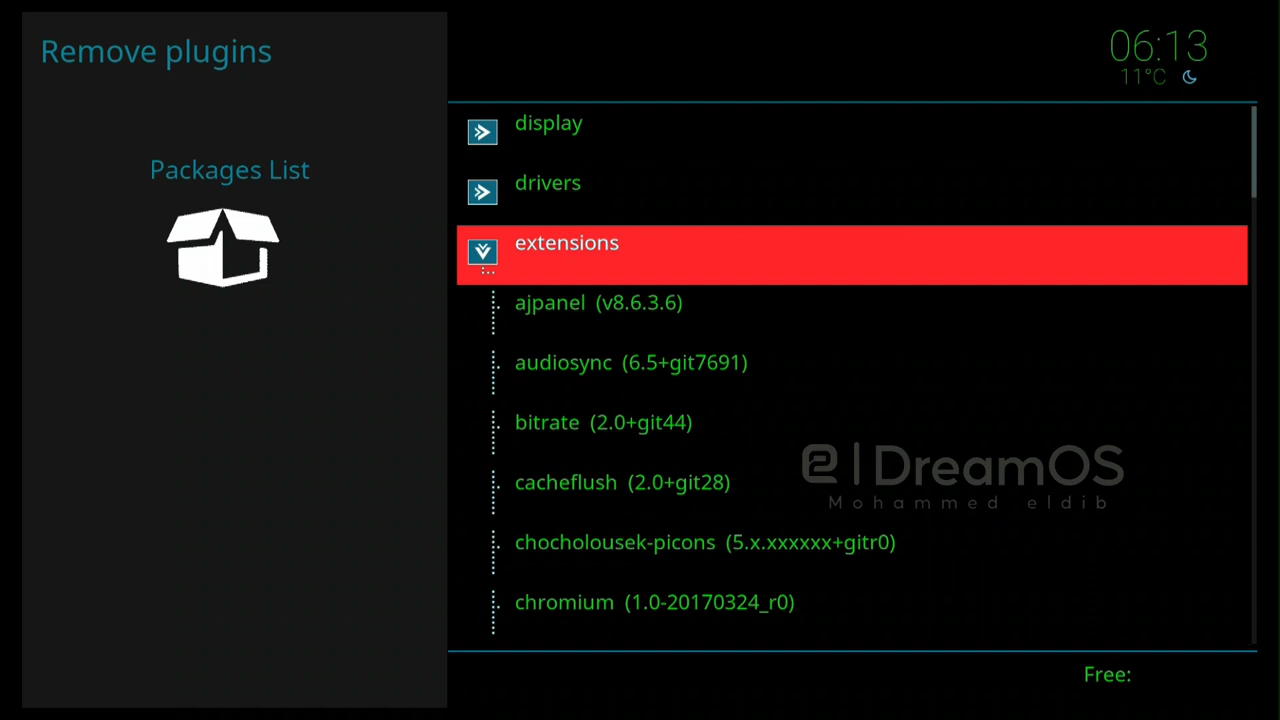 Remove plugins
06:13
11°C
Packages List
display
drivers
extensions
ajpanel (v8.6.3.6)
audiosync (6.5+git7691)
bitrate (2.0+git44)
cacheflush (2.0+git28)
chocholousek-picons (5.x.xxxxxx+gitr0)
chromium (1.0-20170324_r0)
e|DreamOS
Mohammed eldib
Free: